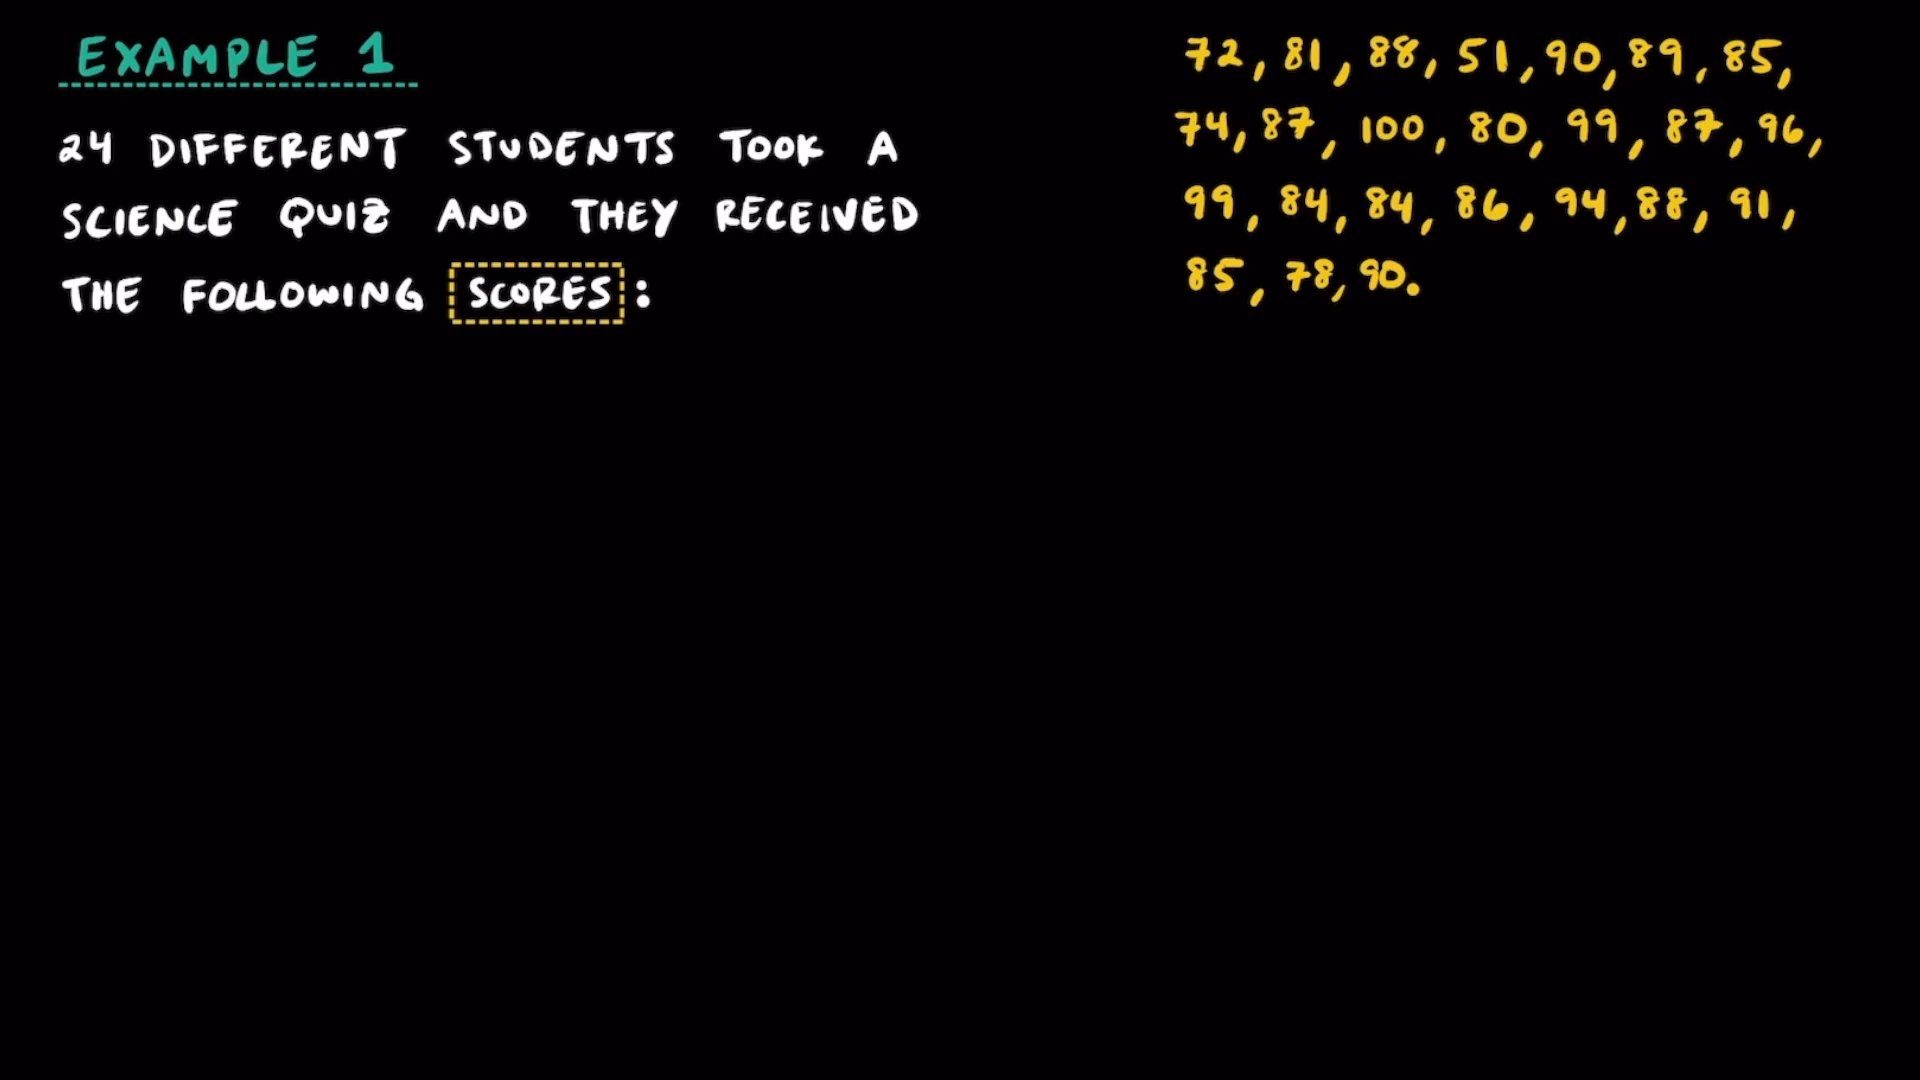 EXAMPLE 1
24 DIFFERENT STUDENTS TOOK A
SCIENCE QUIZ AND THEY RECEIVED
THE FOLLOWING SCORES:
72, 81, 88, 51, 90, 89, 85,
74, 87, 100, 80, 99, 87, 96,
99, 84, 84, 86, 94, 88, 91,
85, 78, 90.